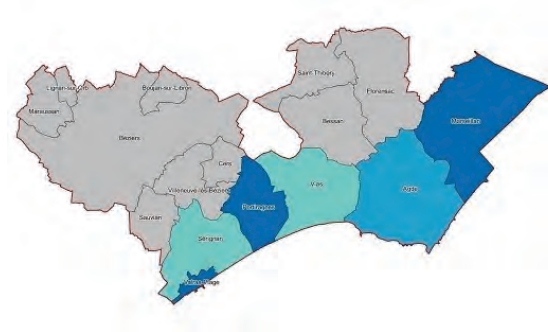 Lignan-sur-Orb
Boujan-sur-Libron
Maraussan
Béziers
Saint-Thibéry
Florensac
Bessan
Marseillan
Cers
Villeneuve-lès-Béziers
Vias
Agde
Portiragnes
Sauvian
Sérignan
Valras-Plage